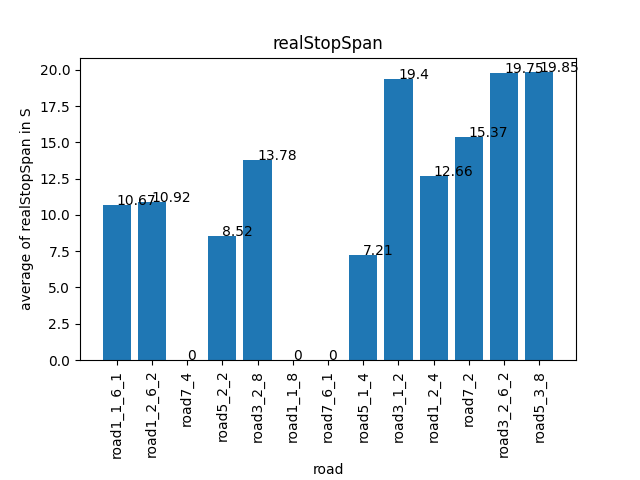 realStopSpan
average of realStopSpan in S
20.0
17.5
15.0
12.5
10.0
7.5
5.0
2.5
0.0
10.67
10.92
0
8.52
13.78
0
0
7.21
19.4
12.66
15.37
19.75
19.85
road1_1_6_1
road1_2_6_2
road7_4
road5_2_2
road3_2_8
road1_1_8
road7_6_1
road5_1_4
road3_1_2
road1_2_4
road7_2
road3_2_6_2
road5_3_8
road